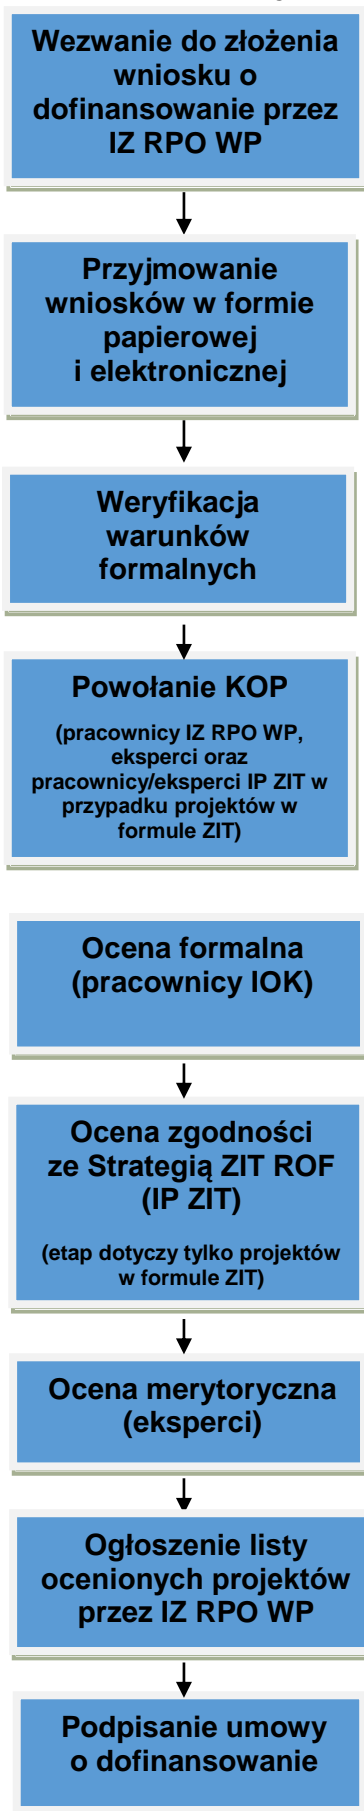 Wezwanie do złożenia
wniosku o
dofinansowanie przez
IZ RPO WP
Przyjmowanie
wniosków w formie
papierowej
i elektronicznej
Weryfikacja
warunków
formalnych
Powołanie KOP
(pracownicy IZ RPO WP,
eksperci oraz
pracownicy/eksperci IP ZIT w
przypadku projektów w
formule ZIT)
Ocena formalna
(pracownicy IOK)
Ocena zgodności
ze Strategią ZIT ROF
(IP ZIT)
(etap dotyczy tylko projektów
w formule ZIT)
Ocena merytoryczna
(eksperci)
Ogłoszenie listy
ocenionych projektów
przez IZ RPO WP
Podpisanie umowy
o dofinansowanie